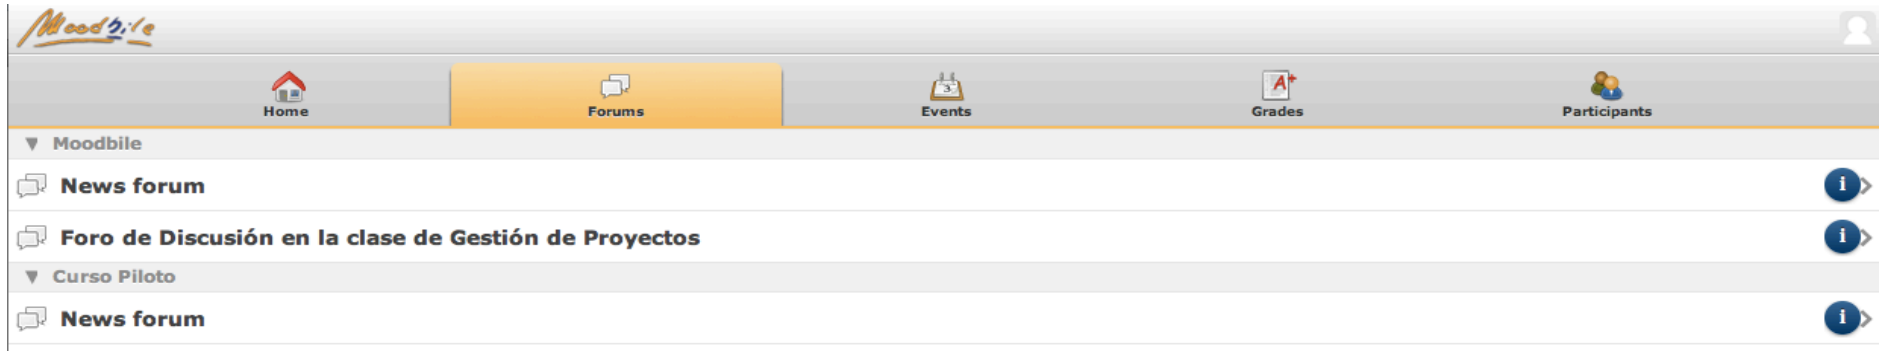 Moodbile
Home Forums Events Grades Participants
Moodbile
News forum
Foro de Discusión en la clase de Gestión de Proyectos
Curso Piloto
News forum